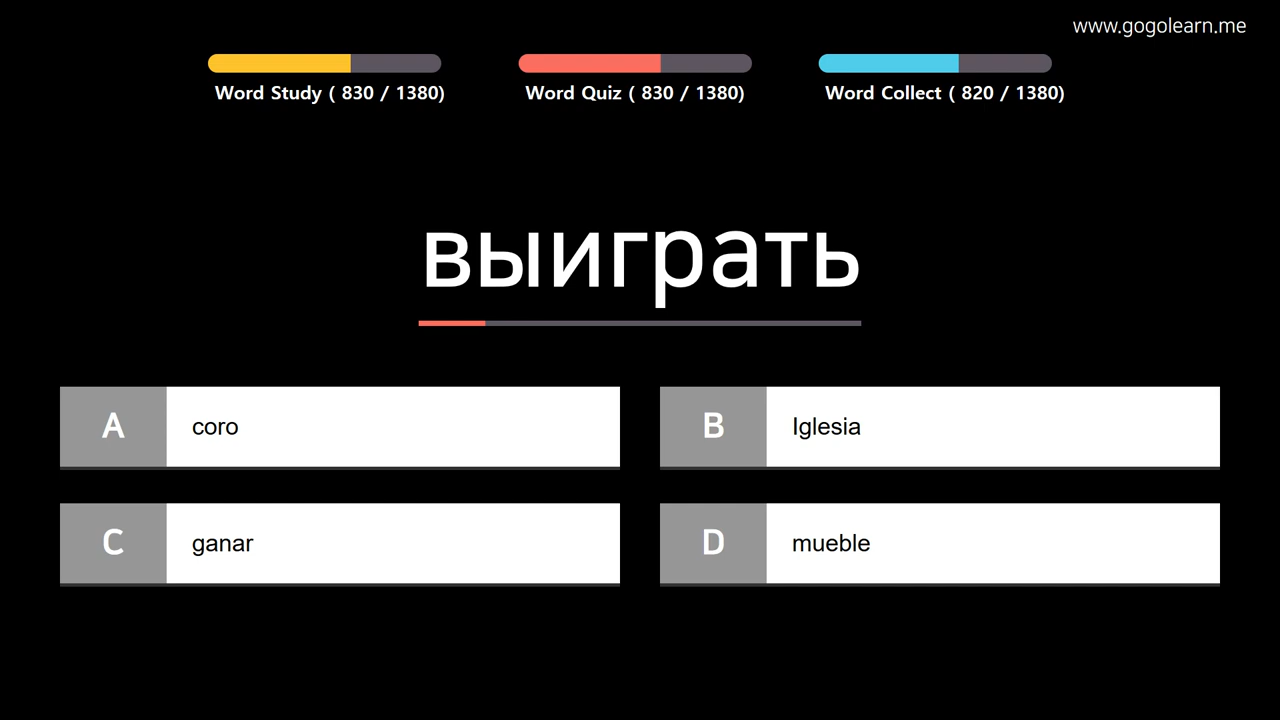 www.gogolearn.me
Word Study ( 830 / 1380)
Word Quiz ( 830 / 1380)
Word Collect ( 820 / 1380)
выиграть
A coro
B Iglesia
C ganar
D mueble